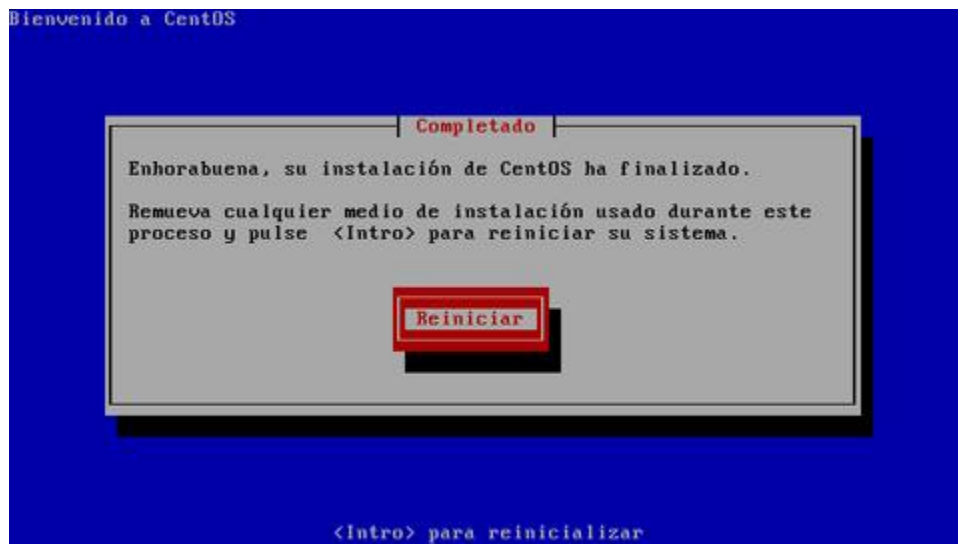 Bienvenido a CentOS
Completado
Enhorabuena, su instalación de CentOS ha finalizado.
Remueva cualquier medio de instalación usado durante este
proceso y pulse <Intro> para reiniciar su sistema.
Reiniciar
<Intro> para reinicializar